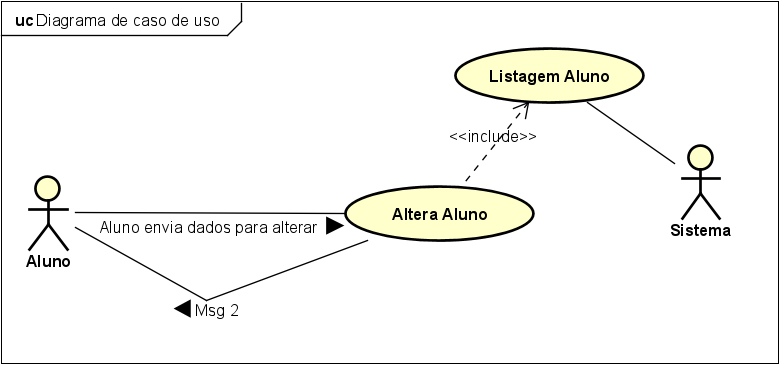 uc Diagrama de caso de uso
Listagem Aluno
<<include>>
Altera Aluno
Aluno envia dados para alterar
Sistema
Aluno
Msg 2